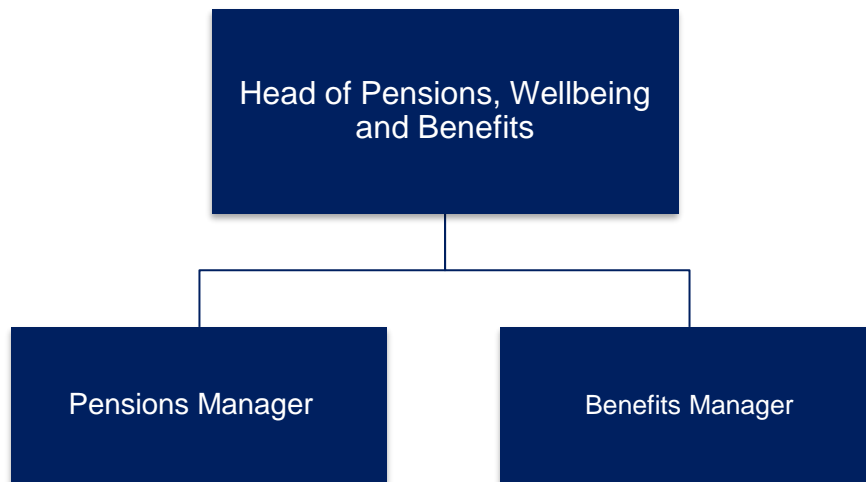 Head of Pensions, Wellbeing
and Benefits
Pensions Manager
Benefits Manager